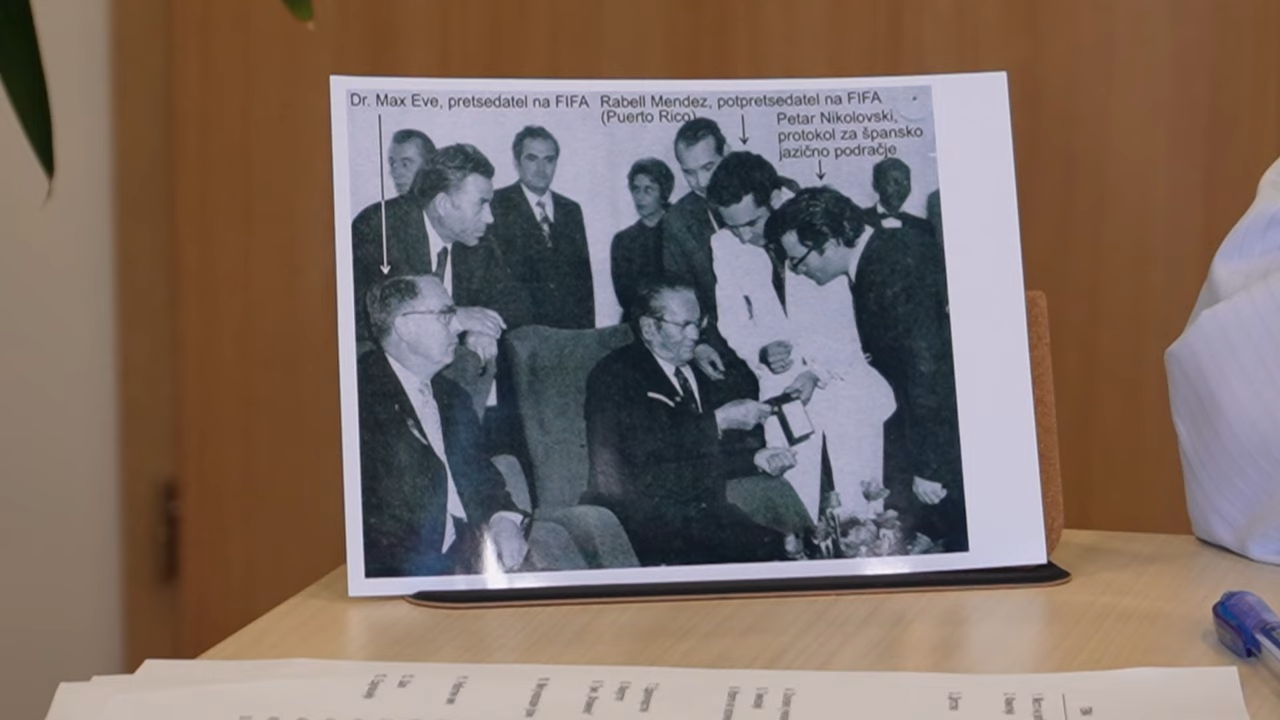 Dr. Max Eve, pretsedatel na FIFA
Rabell Mendez, potpretsedatel na FIFA
(Puerto Rico)
Petar Nikolovski,
protokol za špansko
jazično područje